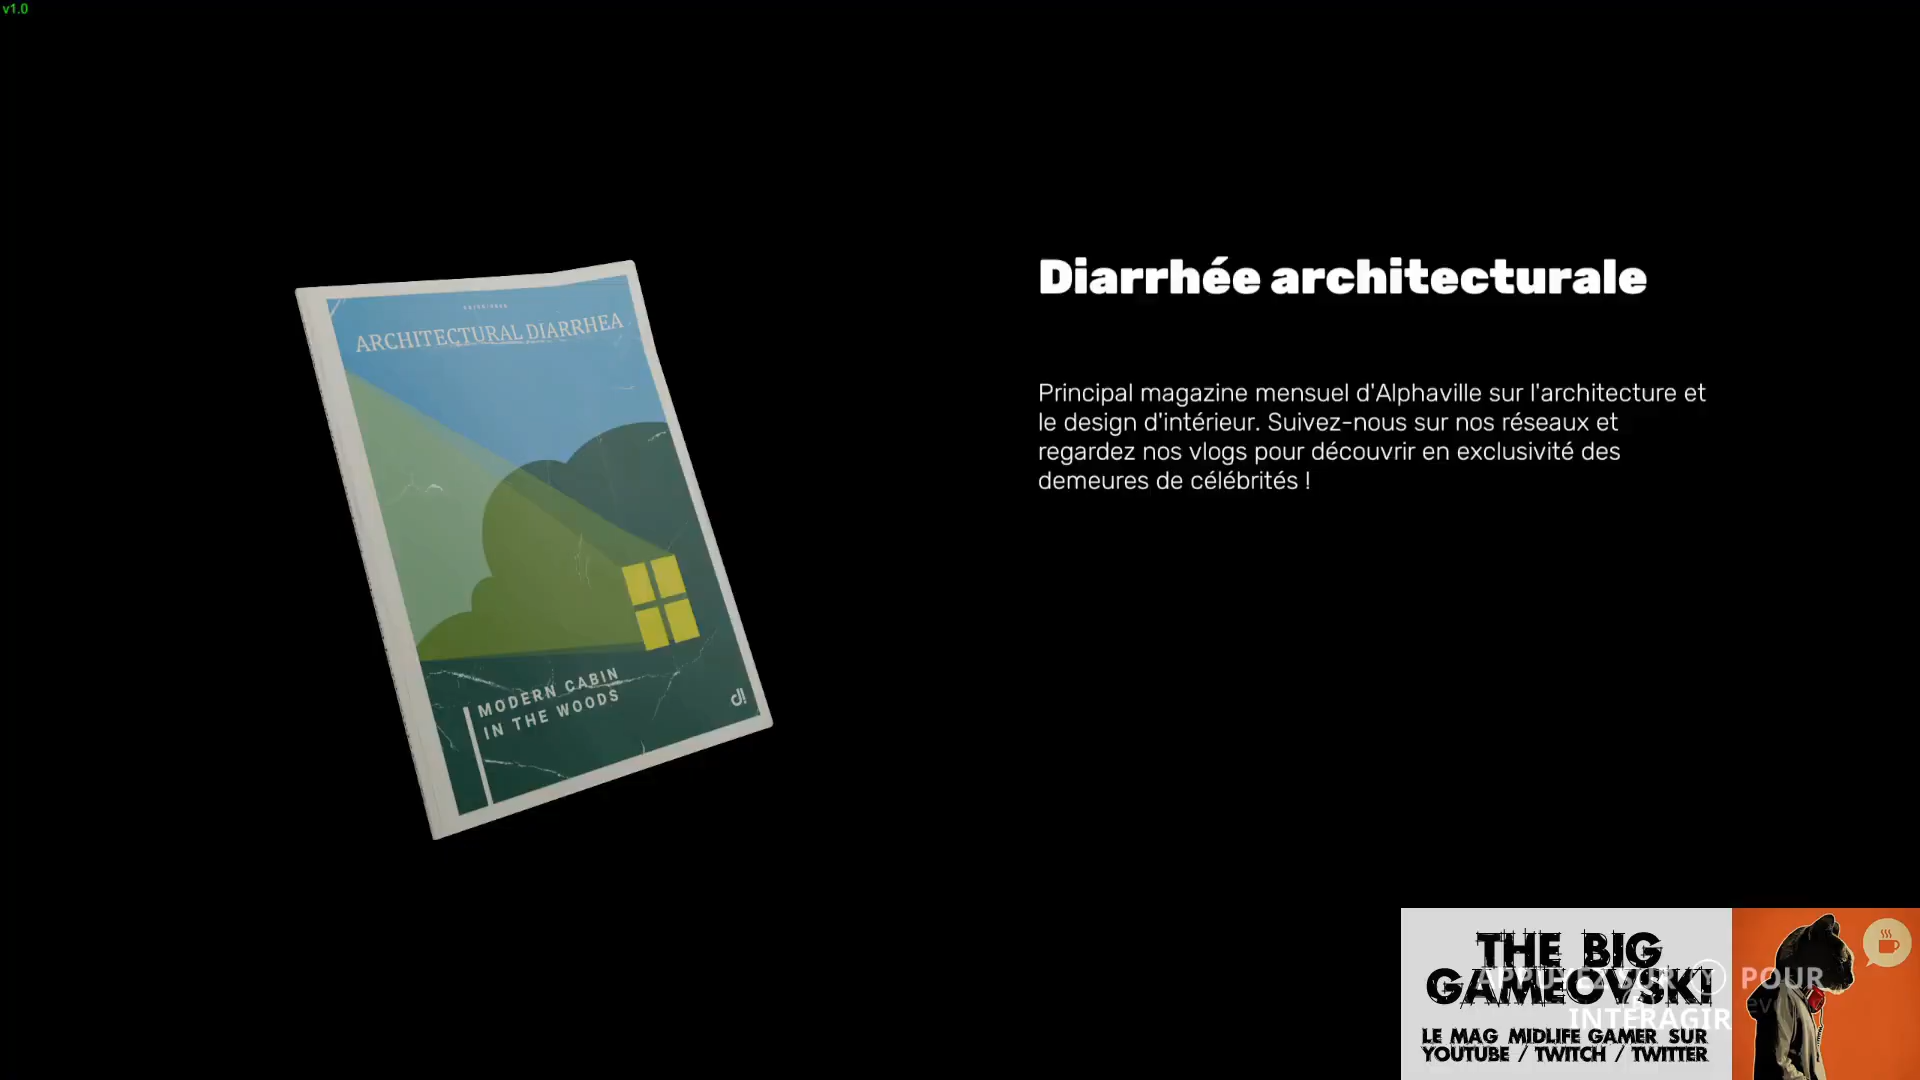 v1.0
ARCHITECTURAL DIARRHEA
MODERN CABIN
IN THE WOODS
d!
Diarrhée architecturale
Principal magazine mensuel d'Alphaville sur l'architecture et
le design d'intérieur. Suivez-nous sur nos réseaux et
regardez nos vlogs pour découvrir en exclusivité des
demeures de célébrités !
THE BIG
GAMEOVSKI
APPUYEZ SUR Y POUR
INTERAGIR
LE MAG MIDLIFE GAMER SUR
YOUTUBE / TWITCH / TWITTER